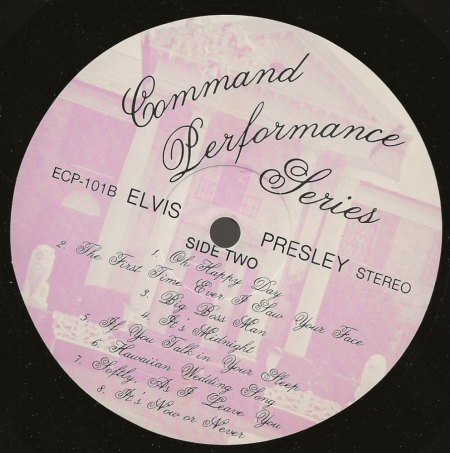 Command
Performance
Series
ECP-101B ELVIS PRESLEY STEREO
SIDE TWO
1. Oh Happy Day
2. The First Time Ever I Saw Your Face
3. Big Boss Man
4. It's Midnight
5. If You Talk in Your Sleep
6. Hawaiian Wedding Song
7. Softly, As I Leave You
8. It's Now or Never